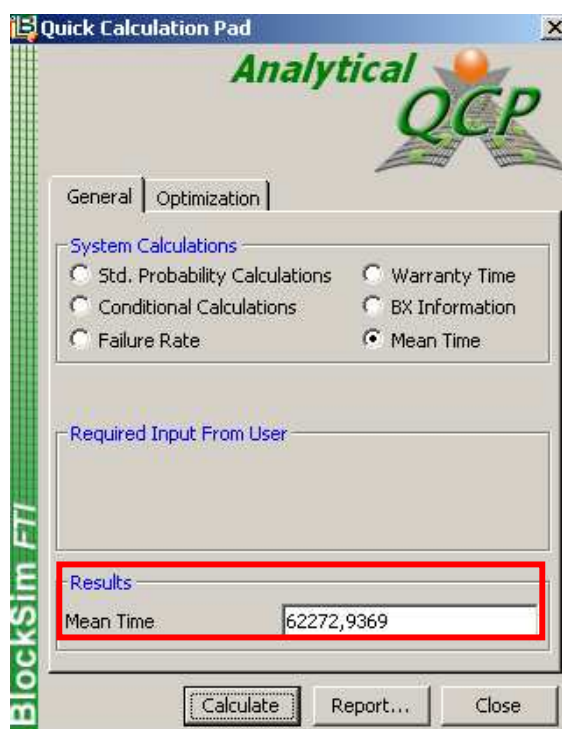 Quick Calculation Pad
Analytical
QCP
General Optimization
System Calculations
Std. Probability Calculations Warranty Time
Conditional Calculations BX Information
Failure Rate Mean Time
Required Input From User
Results
Mean Time 62272,9369
Calculate Report... Close
BlockSim FTI